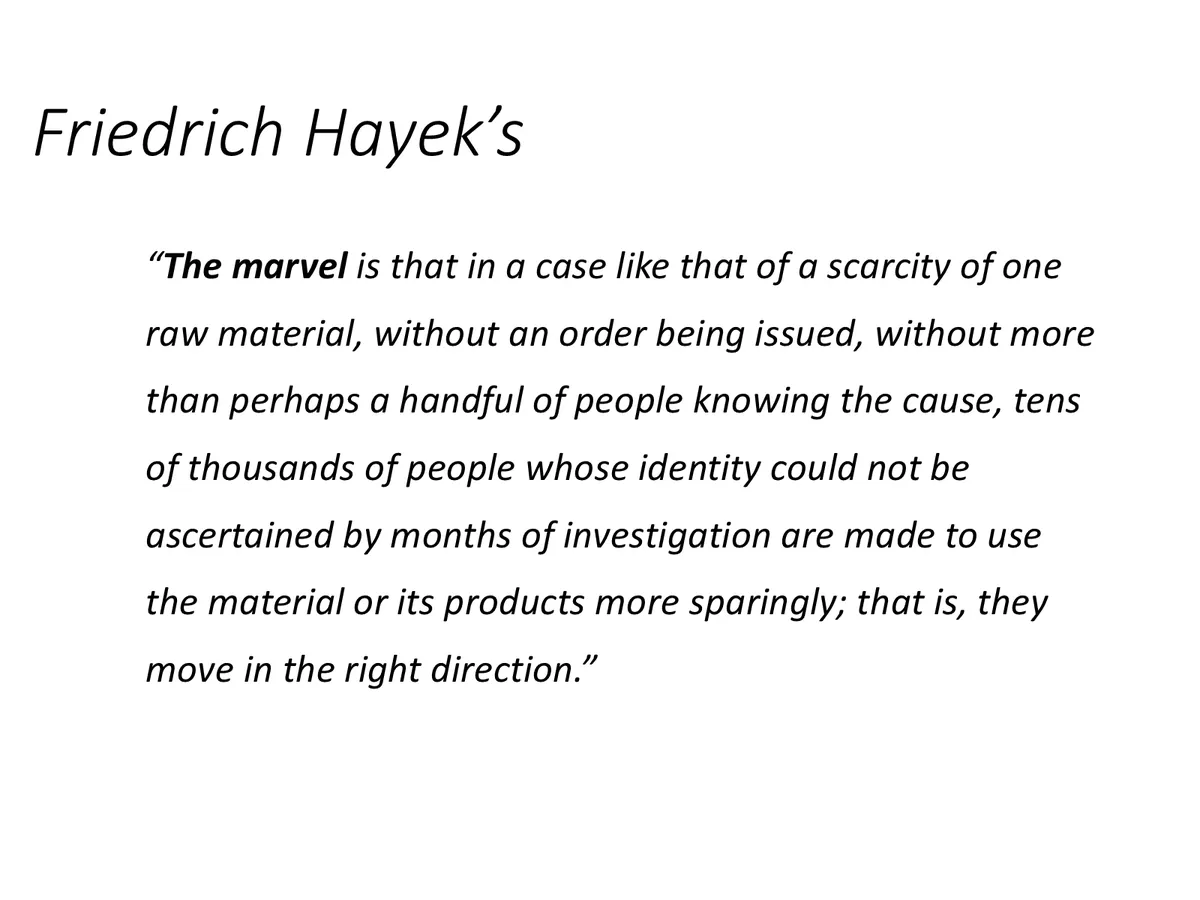 Friedrich Hayek’s
“The marvel is that in a case like that of a scarcity of one
raw material, without an order being issued, without more
than perhaps a handful of people knowing the cause, tens
of thousands of people whose identity could not be
ascertained by months of investigation are made to use
the material or its products more sparingly; that is, they
move in the right direction.”